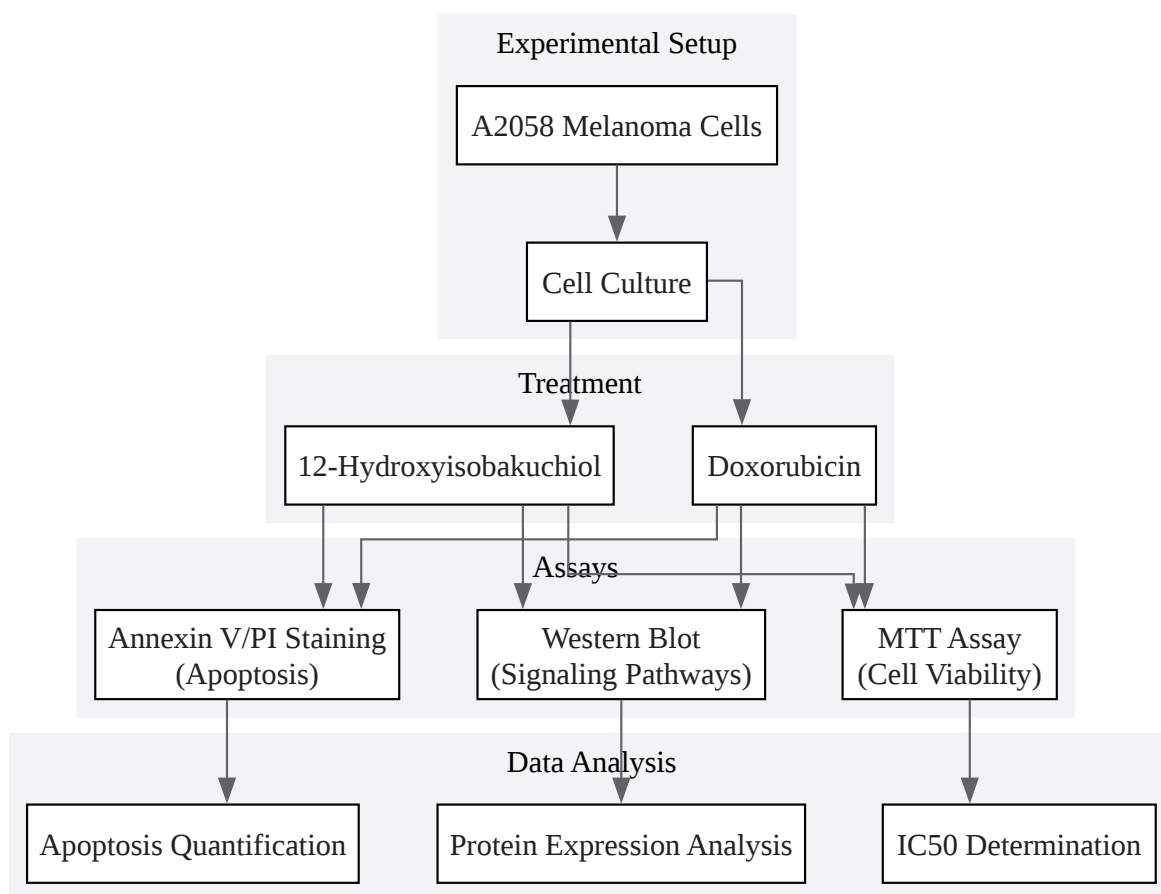 Experimental Setup
A2058 Melanoma Cells
Cell Culture
Treatment
12-Hydroxyisobakuchiol
Doxorubicin
Assays
Annexin V/PI Staining
(Apoptosis)
Western Blot
(Signaling Pathways)
MTT Assay
(Cell Viability)
Data Analysis
Apoptosis Quantification
Protein Expression Analysis
IC50 Determination